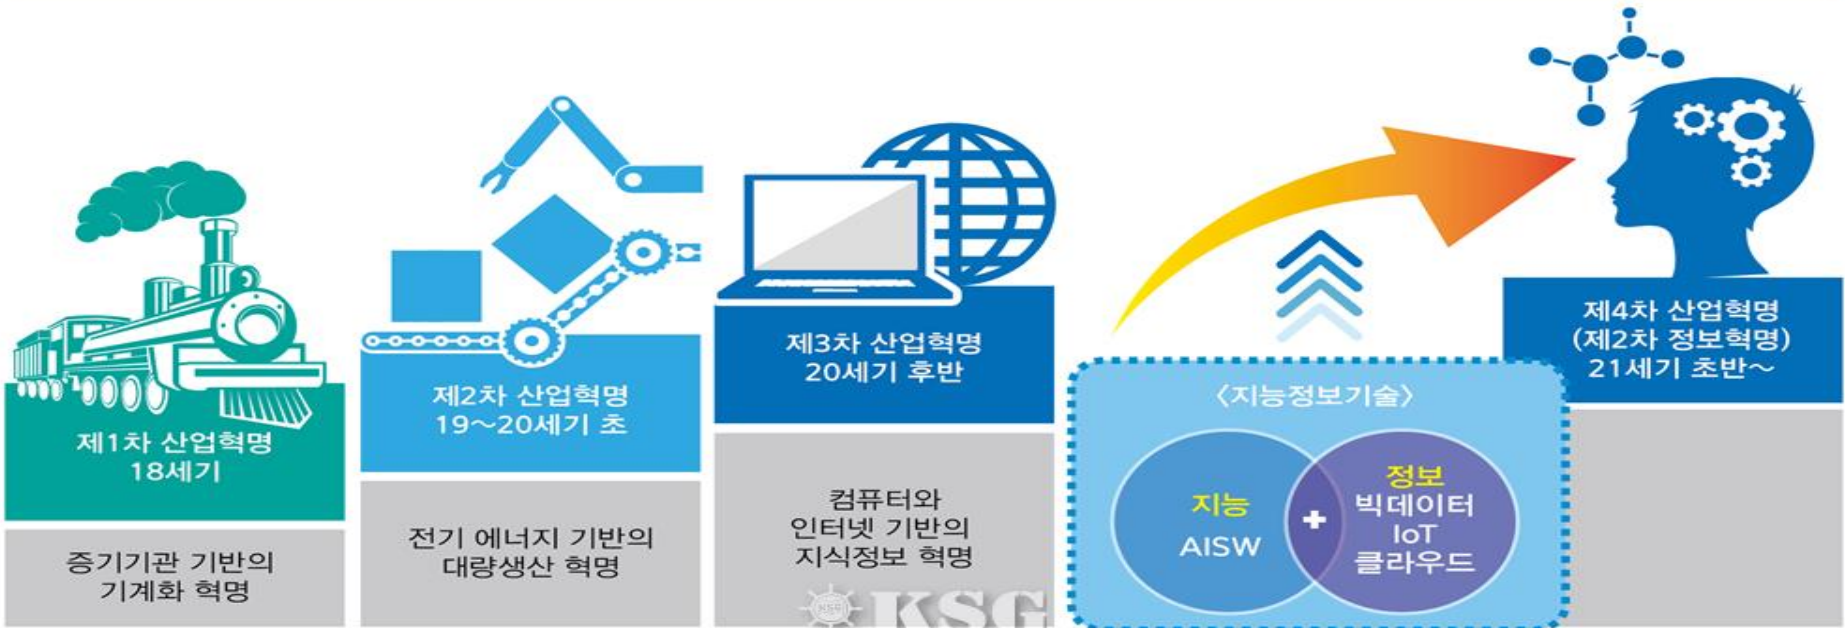 제1차 산업혁명
18세기
증기기관 기반의
기계화 혁명
제2차 산업혁명
19~20세기 초
전기 에너지 기반의
대량생산 혁명
제3차 산업혁명
20세기 후반
컴퓨터와
인터넷 기반의
지식정보 혁명
KSG
KSG
〈지능정보기술〉
지능
AISW
+
정보
빅데이터
IoT
클라우드
제4차 산업혁명
(제2차 정보혁명)
21세기 초반~